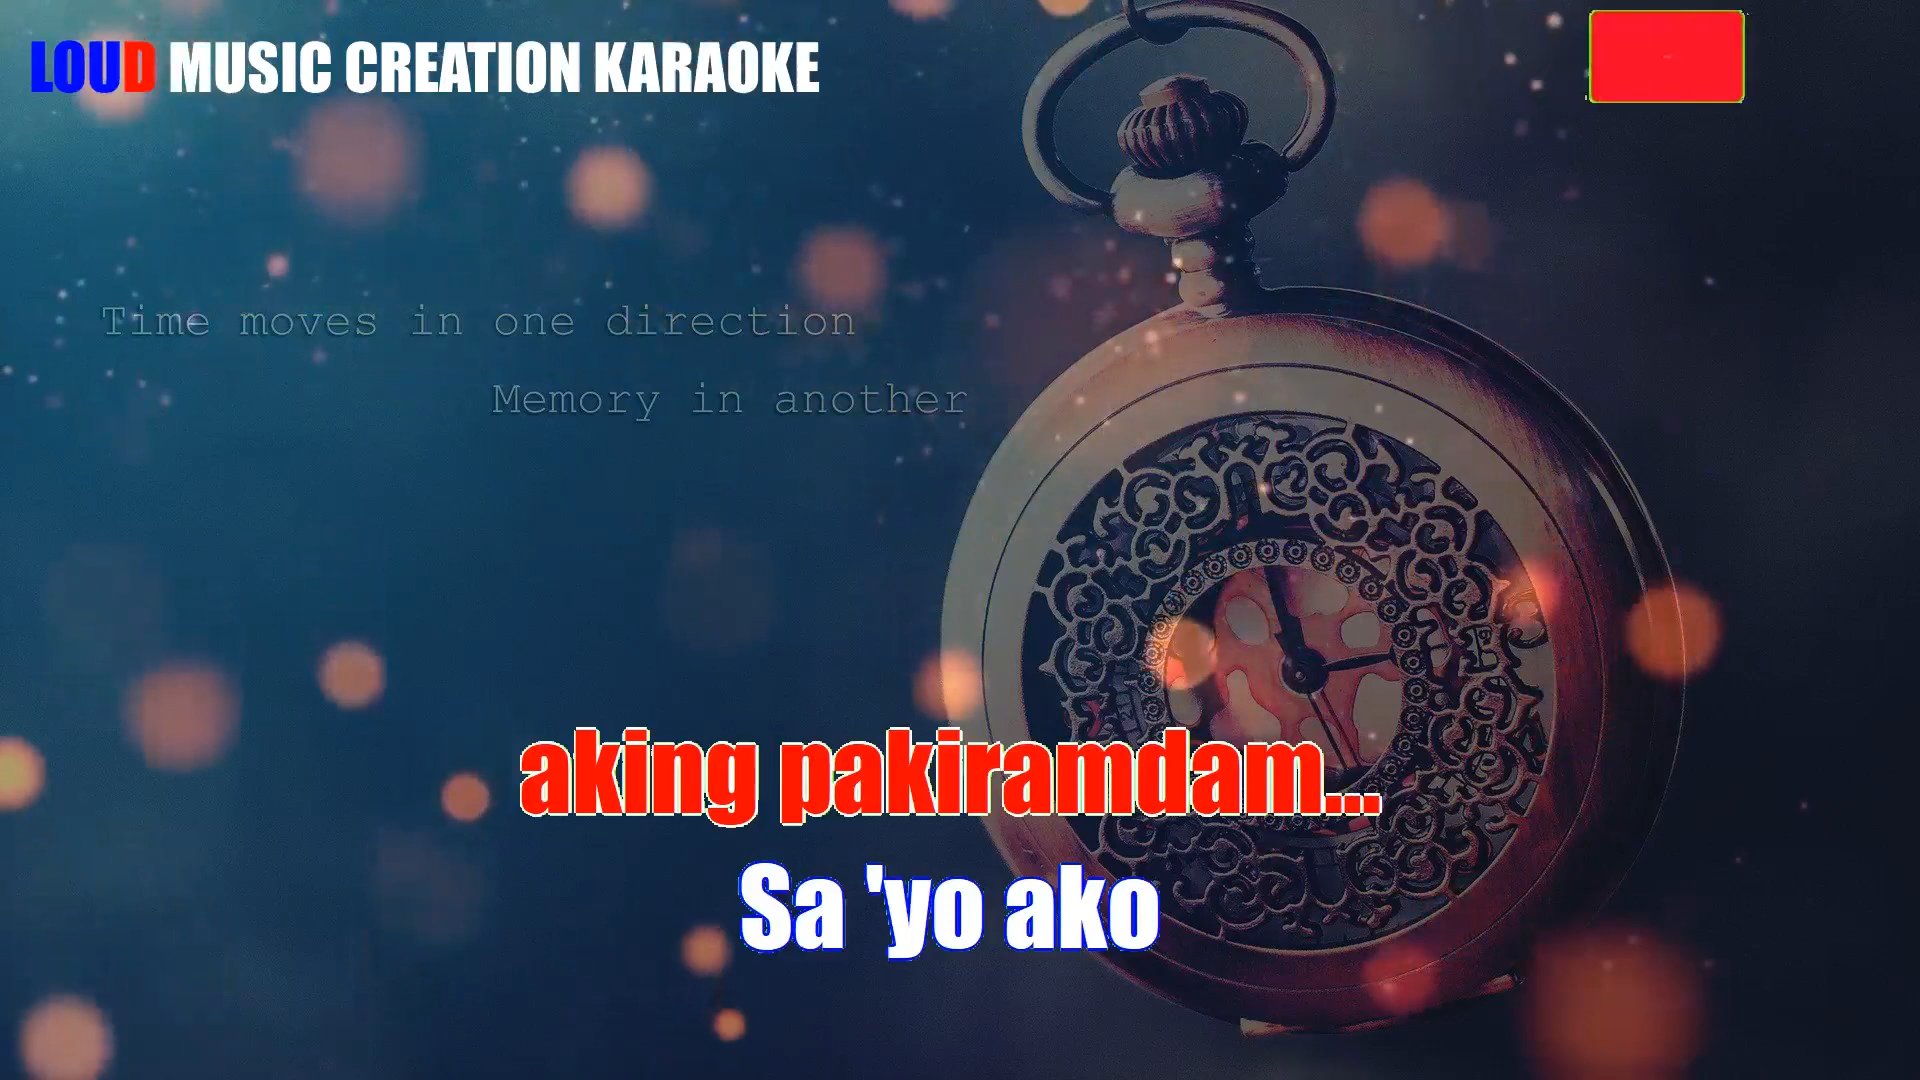 LOUD MUSIC CREATION KARAOKE
Time moves in one direction
Memory in another
aking pakiramdam...
Sa 'yo ako